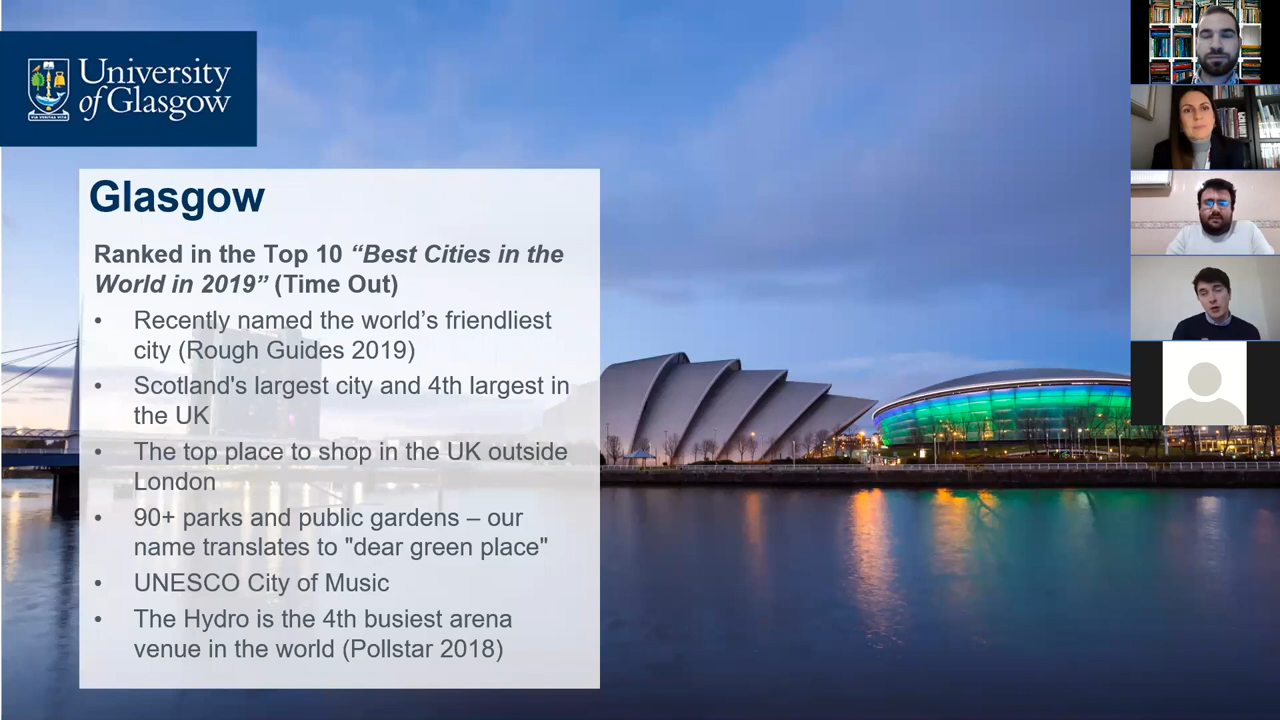 University
of Glasgow
VIA VERITAS VITA
Glasgow
Ranked in the Top 10 “Best Cities in the
World in 2019” (Time Out)
• Recently named the world’s friendliest
city (Rough Guides 2019)
• Scotland's largest city and 4th largest in
the UK
• The top place to shop in the UK outside
London
• 90+ parks and public gardens – our
name translates to "dear green place"
• UNESCO City of Music
• The Hydro is the 4th busiest arena
venue in the world (Pollstar 2018)